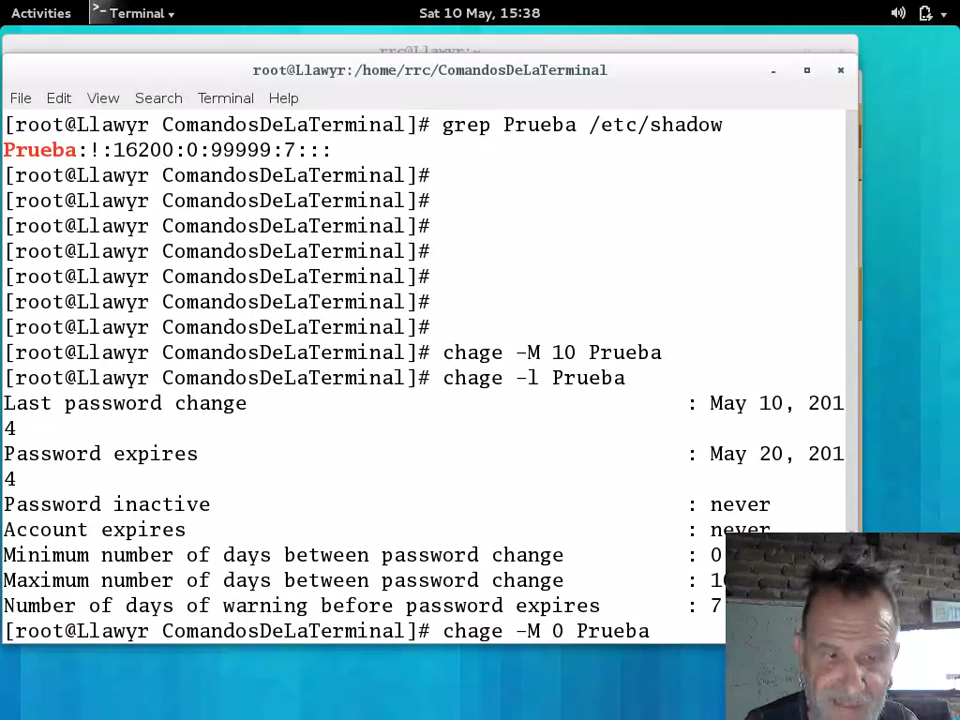 Activities >- Terminal Sat 10 May, 15:38
root@Llawyr:/home/rrc/ComandosDeLaTerminal
File Edit View Search Terminal Help
[root@Llawyr ComandosDeLaTerminal]# grep Prueba /etc/shadow
Prueba:!:16200:0:99999:7:::
[root@Llawyr ComandosDeLaTerminal]#
[root@Llawyr ComandosDeLaTerminal]#
[root@Llawyr ComandosDeLaTerminal]#
[root@Llawyr ComandosDeLaTerminal]#
[root@Llawyr ComandosDeLaTerminal]#
[root@Llawyr ComandosDeLaTerminal]#
[root@Llawyr ComandosDeLaTerminal]#
[root@Llawyr ComandosDeLaTerminal]# chage -M 10 Prueba
[root@Llawyr ComandosDeLaTerminal]# chage -l Prueba
Last password change : May 10, 201
4
Password expires : May 20, 201
4
Password inactive : never
Account expires : never
Minimum number of days between password change : 0
Maximum number of days between password change : 1
Number of days of warning before password expires : 7
[root@Llawyr ComandosDeLaTerminal]# chage -M 0 Prueba